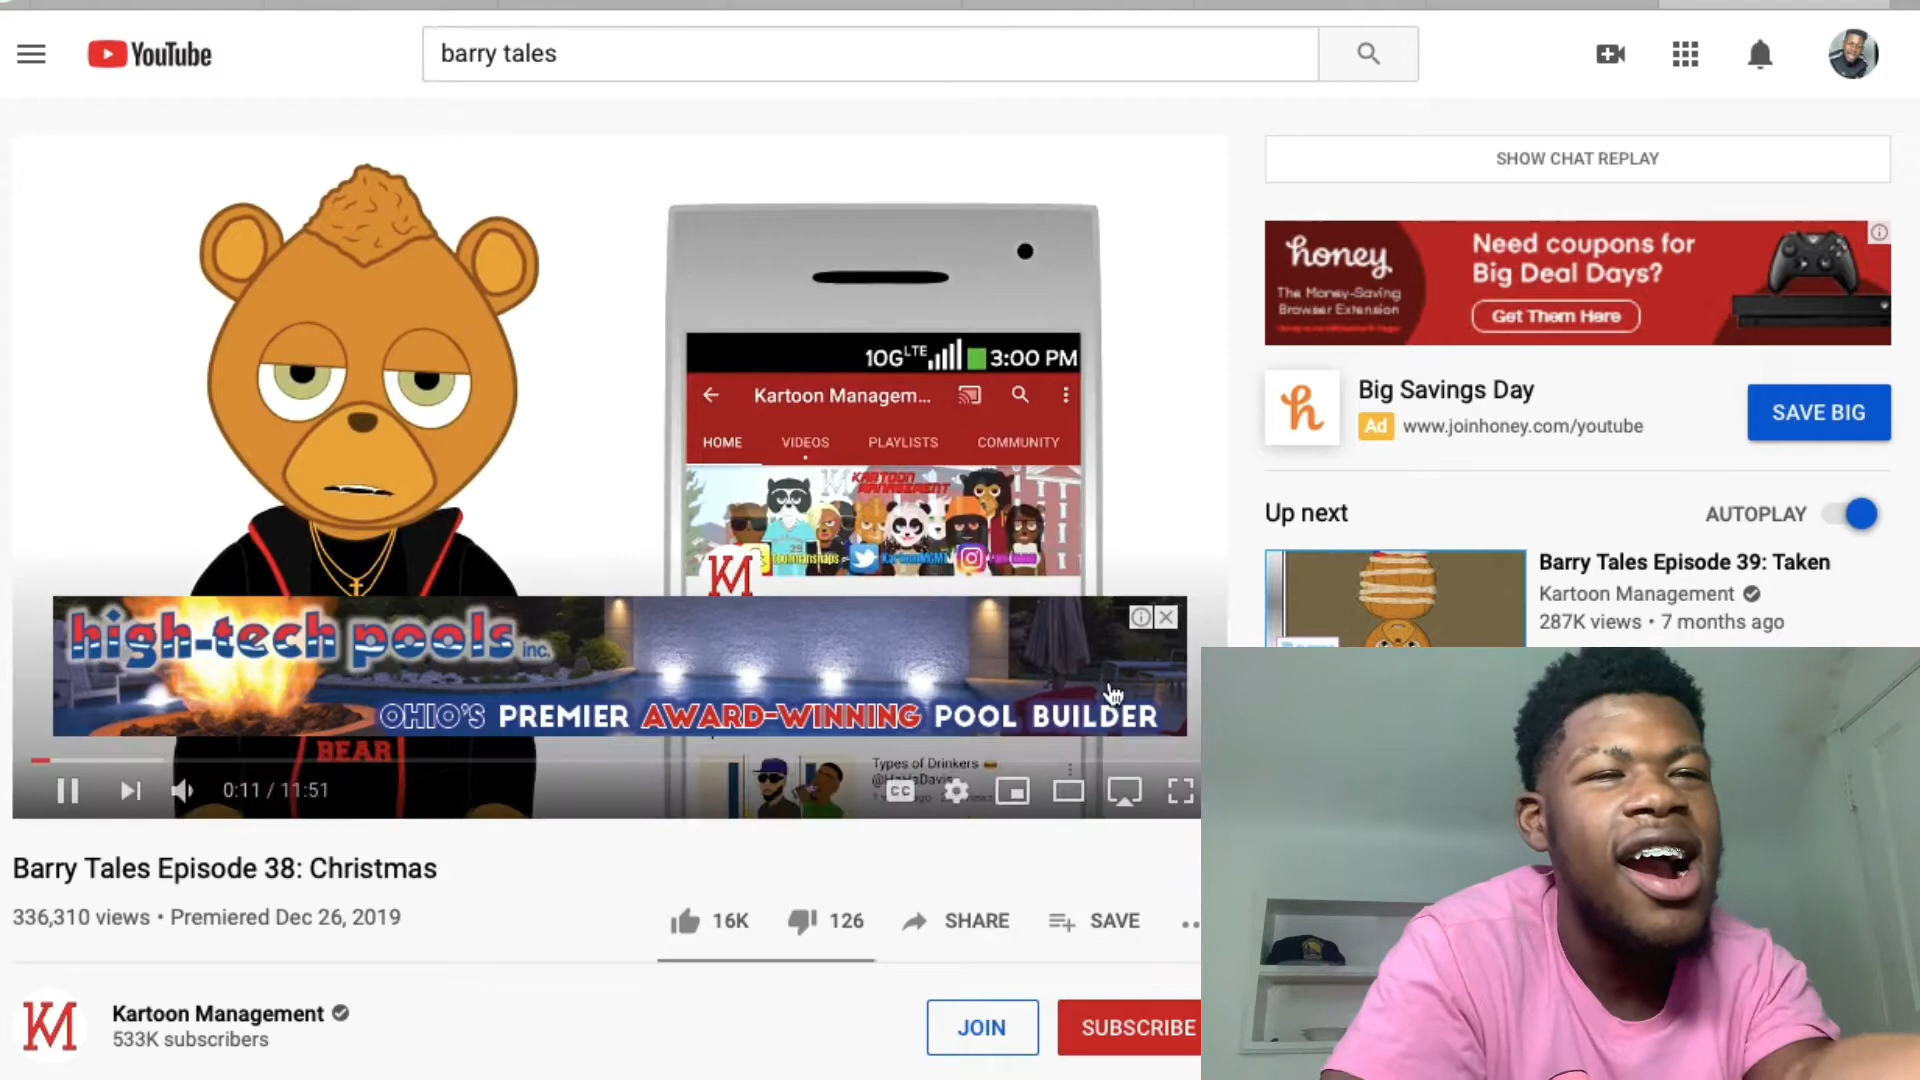 YouTube
barry tales
SHOW CHAT REPLAY
honey
The Money-Saving
Browser Extension
Need coupons for
Big Deal Days?
Get Them Here
Big Savings Day
Ad www.joinhoney.com/youtube
SAVE BIG
Up next
AUTOPLAY
Barry Tales Episode 39: Taken
Kartoon Management
287K views • 7 months ago
10G LTE 3:00 PM
Kartoon Managem...
HOME VIDEOS PLAYLISTS COMMUNITY
KARTOON
MANAGEMENT
KM
high-tech pools inc.
OHIO'S PREMIER AWARD-WINNING POOL BUILDER
BEAR
Types of Drinkers
0:11 / 11:51
CC
Barry Tales Episode 38: Christmas
336,310 views • Premiered Dec 26, 2019
16K 126 SHARE SAVE
KM
Kartoon Management
533K subscribers
JOIN
SUBSCRIBE